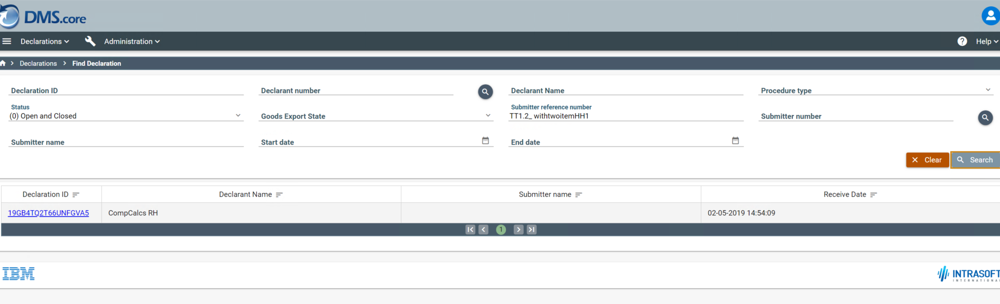 DMS.core
Declarations Administration Help
Declarations > Find Declaration
Declaration ID Declarant number Declarant Name Procedure type
Status Submitter reference number
(0) Open and Closed Goods Export State TT1.2_ withtwoitemHH1 Submitter number
Submitter name Start date End date
Clear Search
Declaration ID Declarant Name Submitter name Receive Date
19GB4TQ2T66UNFGVA5 CompCalcs RH 02-05-2019 14:54:09
1
IBM INTRASOFT
INTERNATIONAL